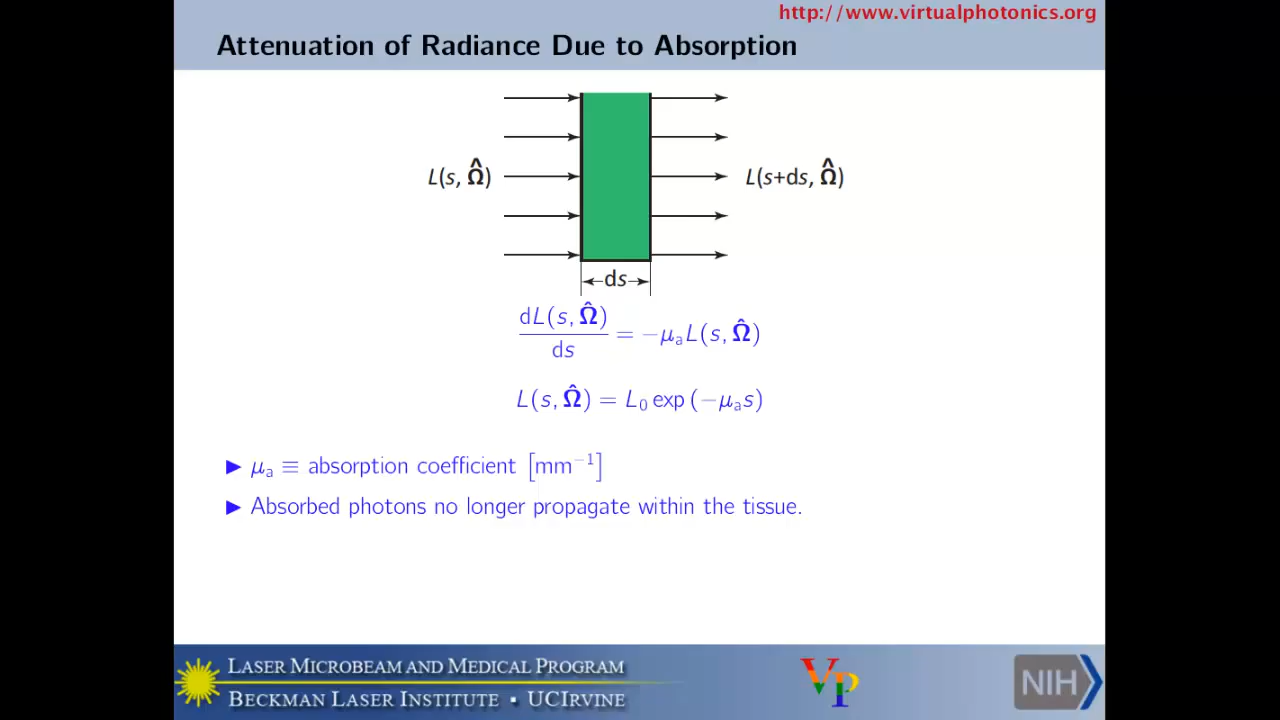 http://www.virtualphotonics.org
Attenuation of Radiance Due to Absorption
L(s, Ω̂)
L(s+ds, Ω̂)
ds
dL(s, Ω̂)/ds = −μₐL(s, Ω̂)
L(s, Ω̂) = L₀ exp (−μₐs)
▶ μₐ ≡ absorption coefficient [mm⁻¹]
▶ Absorbed photons no longer propagate within the tissue.
LASER MICROBEAM AND MEDICAL PROGRAM
BECKMAN LASER INSTITUTE ▪ UCIRVINE
VP
NIH